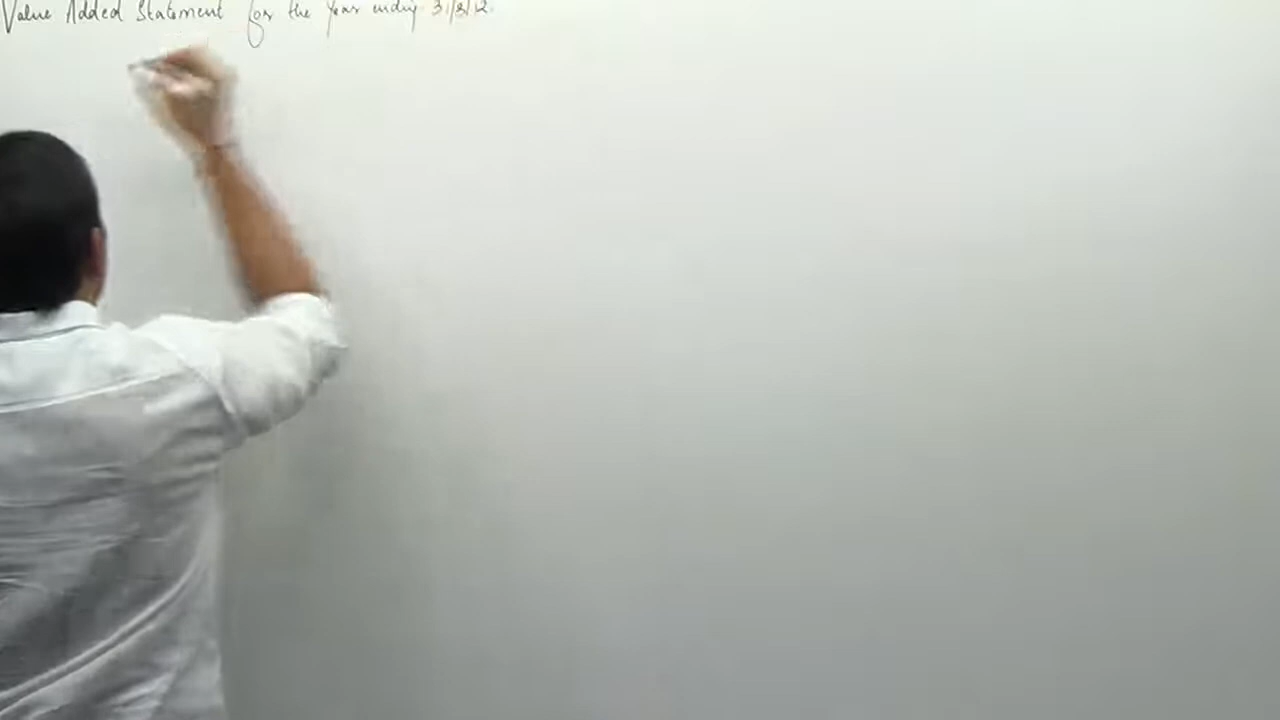 Value Added Statement for the Year ending 31/3/12.